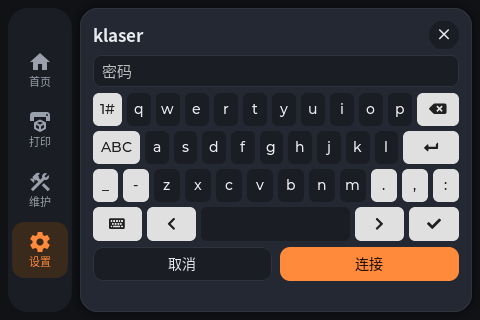 klaser
密码
首页
打印
维护
设置
1# q w e r t y u i o p
ABC a s d f g h j k l
_ - z x c v b n m . , :
取消 连接